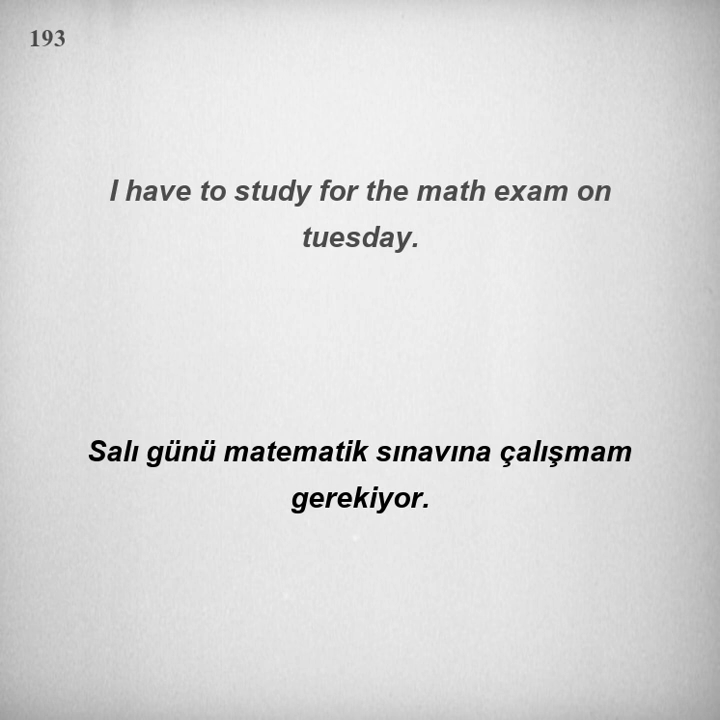 193
I have to study for the math exam on
tuesday.
Salı günü matematik sınavına çalışmam
gerekiyor.